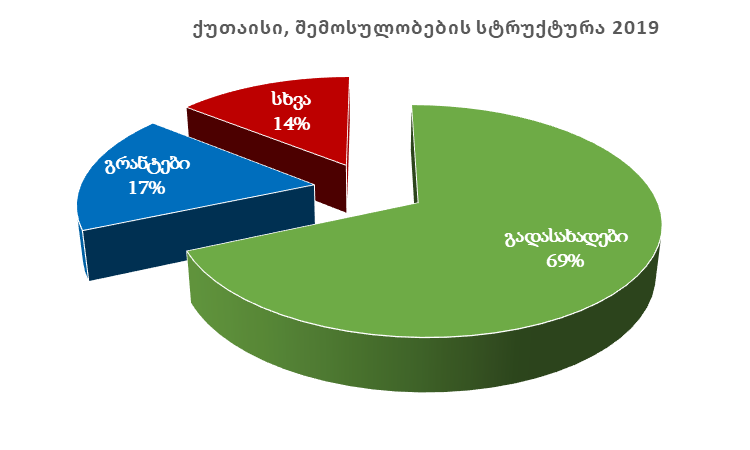 ქუთაისი, შემოსულობების სტრუქტურა 2019
სხვა
14%
გრანტები
17%
გადასახადები
69%